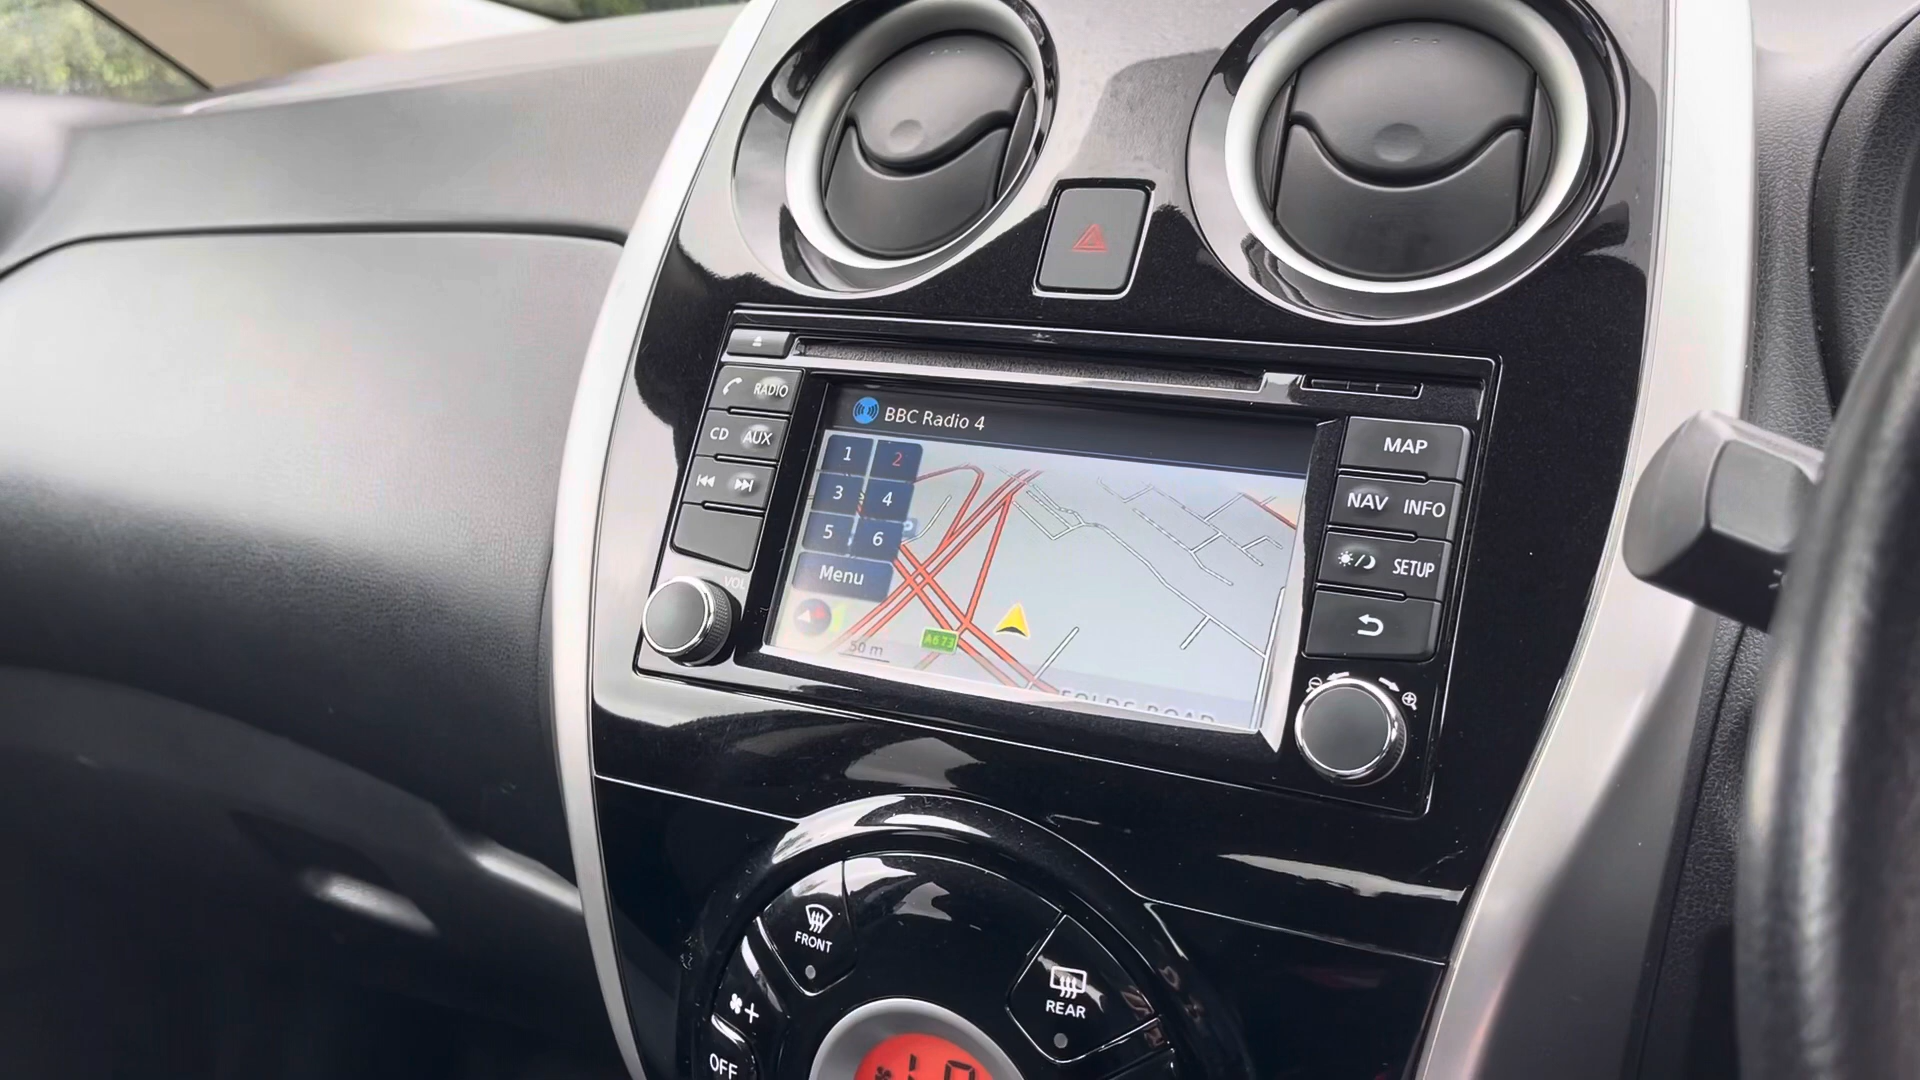 RADIO
CD AUX
VOL
BBC Radio 4
1 2
3 4
5 6
Menu
50 m
A673
ROAD
MAP
NAV INFO
SETUP
FRONT
REAR
OFF